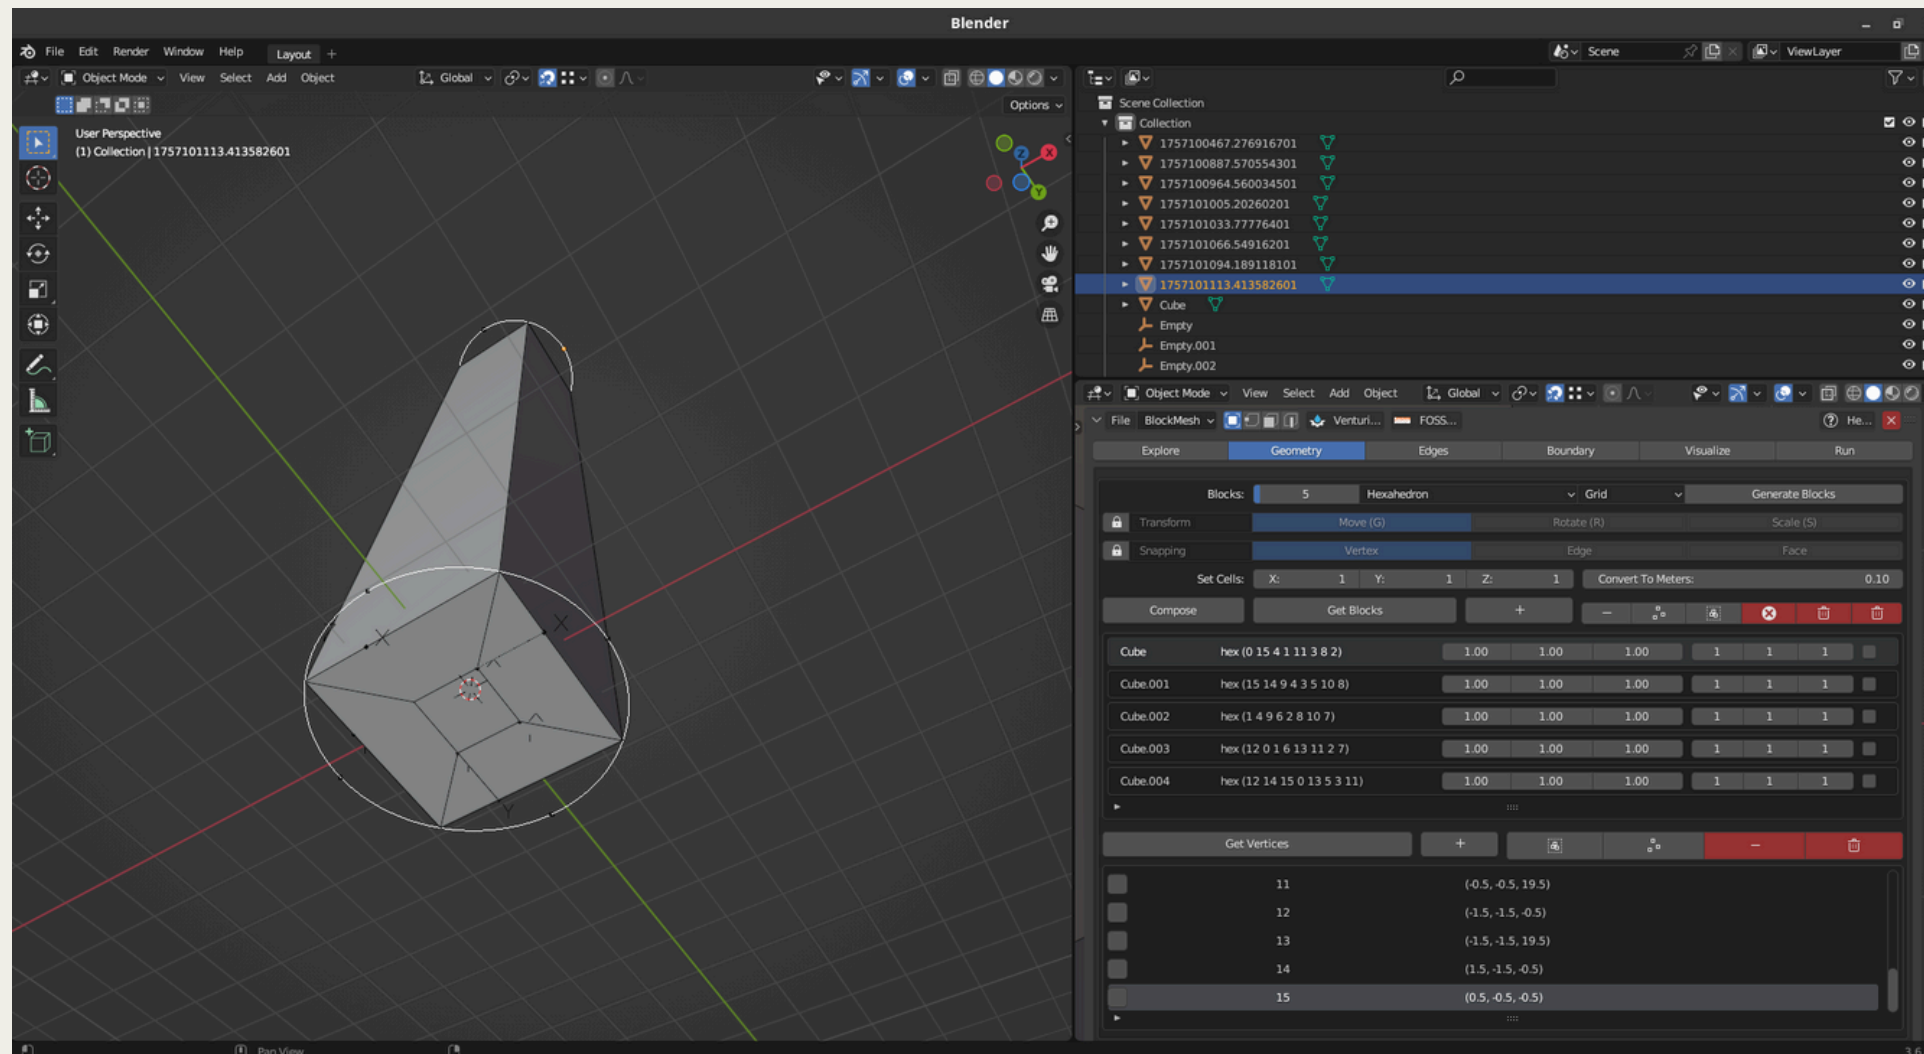 Blender
File Edit Render Window Help Layout + Scene ViewLayer
Object Mode View Select Add Object Global
Options
User Perspective
(1) Collection | 1757101113.413582601
Z X Y
X X Y
Scene Collection
Collection
1757100467.276916701
1757100887.570554301
1757100964.560034501
1757101005.20260201
1757101033.77776401
1757101066.54916201
1757101094.189118101
1757101113.413582601
Cube
Empty
Empty.001
Empty.002
Object Mode View Select Add Object Global
File BlockMesh Venturi... FOSS... He...
Explore Geometry Edges Boundary Visualize Run
Blocks: 5 Hexahedron Grid Generate Blocks
Transform Move (G) Rotate (R) Scale (S)
Snapping Vertex Edge Face
Set Cells: X: 1 Y: 1 Z: 1 Convert To Meters: 0.10
Compose Get Blocks + −
Cube hex (0 15 4 1 11 3 8 2) 1.00 1.00 1.00 1 1 1
Cube.001 hex (15 14 9 4 3 5 10 8) 1.00 1.00 1.00 1 1 1
Cube.002 hex (1 4 9 6 2 8 10 7) 1.00 1.00 1.00 1 1 1
Cube.003 hex (12 0 1 6 13 11 2 7) 1.00 1.00 1.00 1 1 1
Cube.004 hex (12 14 15 0 13 5 3 11) 1.00 1.00 1.00 1 1 1
Get Vertices + −
11 (-0.5, -0.5, 19.5)
12 (-1.5, -1.5, -0.5)
13 (-1.5, -1.5, 19.5)
14 (1.5, -1.5, -0.5)
15 (0.5, -0.5, -0.5)
Pan View 3.6